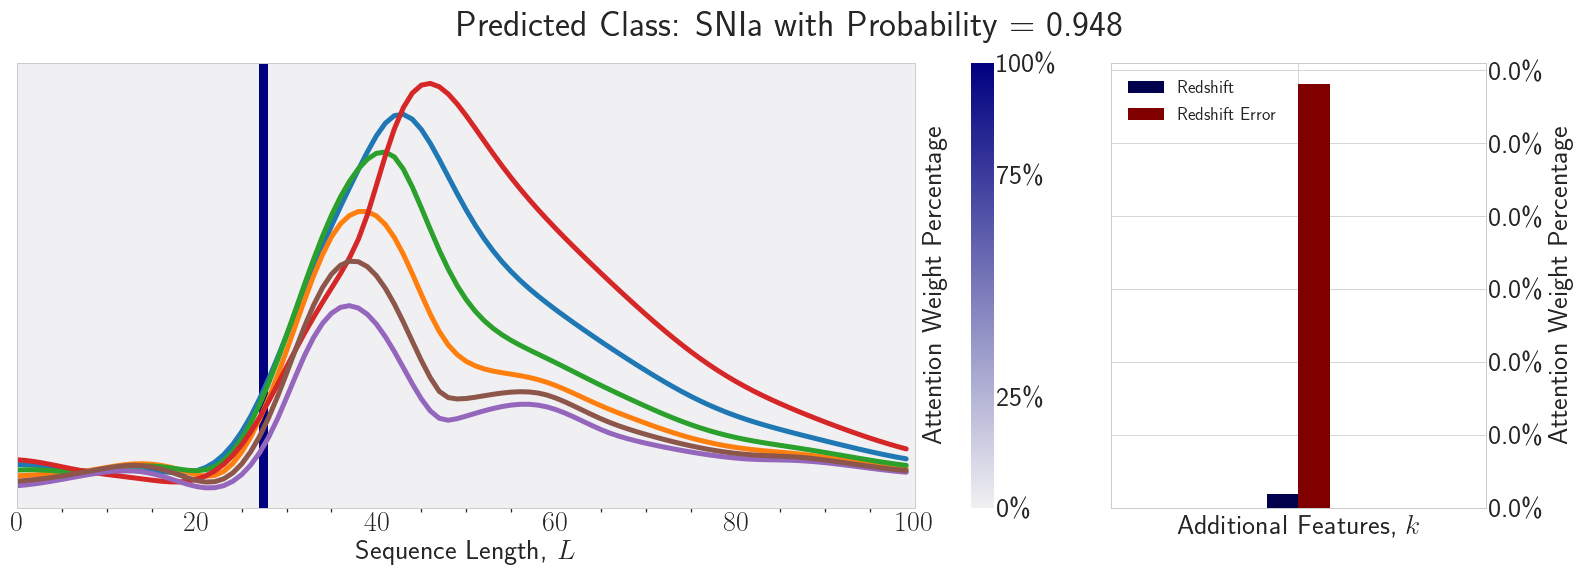 Predicted Class: SNIa with Probability = 0.948
0
20
40
60
80
100
Sequence Length, L
100%
75%
25%
0%
Attention Weight Percentage
Redshift
Redshift Error
Additional Features, k
0.0%
0.0%
0.0%
0.0%
0.0%
0.0%
0.0%
Attention Weight Percentage